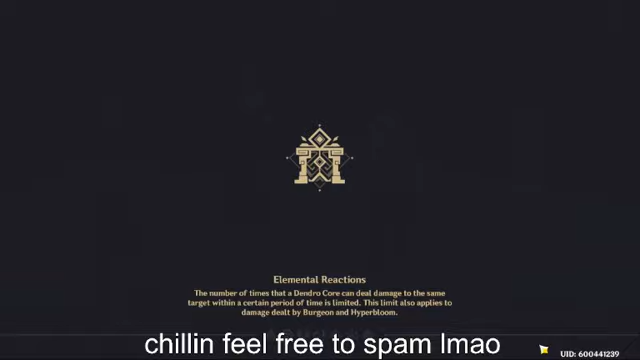 Elemental Reactions
The number of times that a Dendro Core can deal damage to the same
target within a certain period of time is limited. This limit also applies to
damage dealt by Burgeon and Hyperbloom.
chillin feel free to spam lmao
UID: 600441239